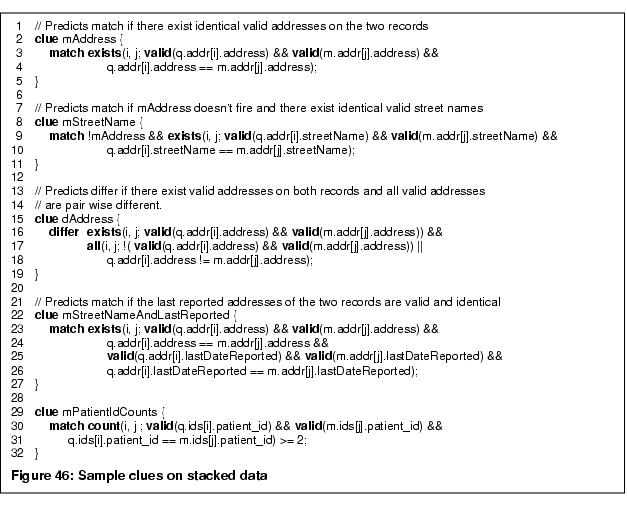 1 // Predicts match if there exist identical valid addresses on the two records
2 clue mAddress {
3 match exists(i, j; valid(q.addr[i].address) && valid(m.addr[j].address) &&
4 q.addr[i].address == m.addr[j].address);
5 }
6
7 // Predicts match if mAddress doesn't fire and there exist identical valid street names
8 clue mStreetName {
9 match !mAddress && exists(i, j; valid(q.addr[i].streetName) && valid(m.addr[j].streetName) &&
10 q.addr[i].streetName == m.addr[j].streetName);
11 }
12
13 // Predicts differ if there exist valid addresses on both records and all valid addresses
14 // are pair wise different.
15 clue dAddress {
16 differ exists(i, j; valid(q.addr[i].address) && valid(m.addr[j].address)) &&
17 all(i, j; !( valid(q.addr[i].address) && valid(m.addr[j].address)) ||
18 q.addr[i].address != m.addr[j].address);
19 }
20
21 // Predicts match if the last reported addresses of the two records are valid and identical
22 clue mStreetNameAndLastReported {
23 match exists(i, j; valid(q.addr[i].address) && valid(m.addr[j].address) &&
24 q.addr[i].address == m.addr[j].address &&
25 valid(q.addr[i].lastDateReported) && valid(m.addr[j].lastDateReported) &&
26 q.addr[i].lastDateReported == m.addr[j].lastDateReported);
27 }
28
29 clue mPatientIdCounts {
30 match count(i, j ; valid(q.ids[i].patient_id) && valid(m.ids[j].patient_id) &&
31 q.ids[i].patient_id == m.ids[j].patient_id) >= 2;
32 }
Figure 46: Sample clues on stacked data